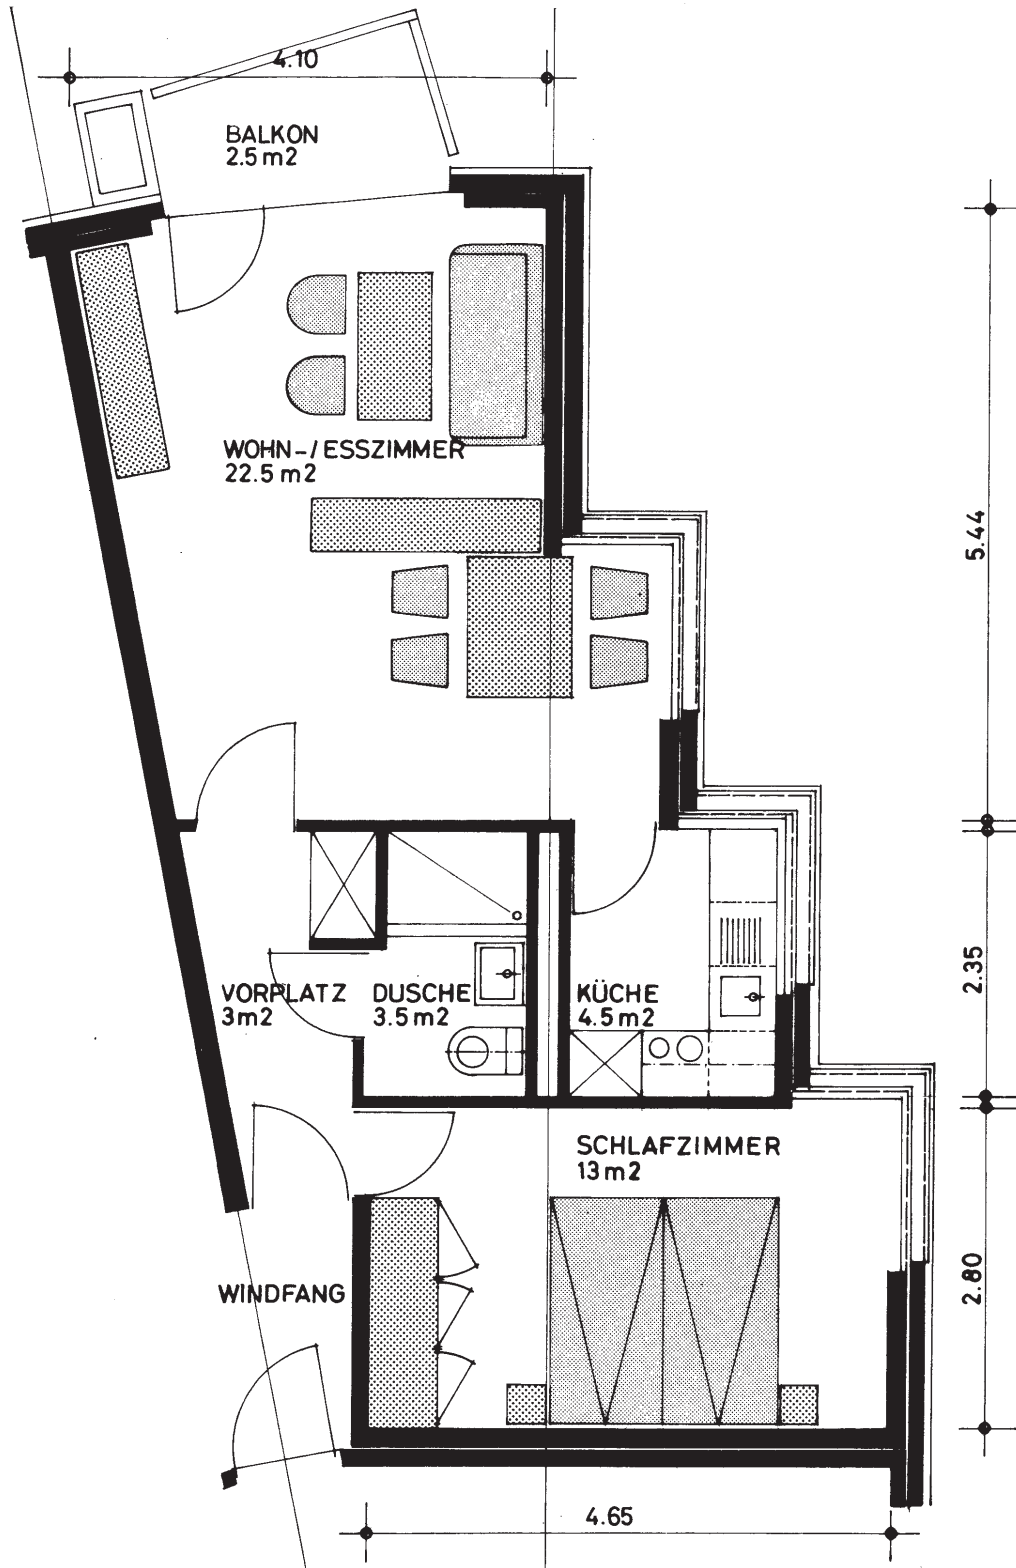 4.10
BALKON
2.5 m2
WOHN-/ESSZIMMER
22.5 m2
5.44
VORPLATZ
3 m2
DUSCHE
3.5 m2
KÜCHE
4.5 m2
2.35
SCHLAFZIMMER
13 m2
WINDFANG
2.80
4.65